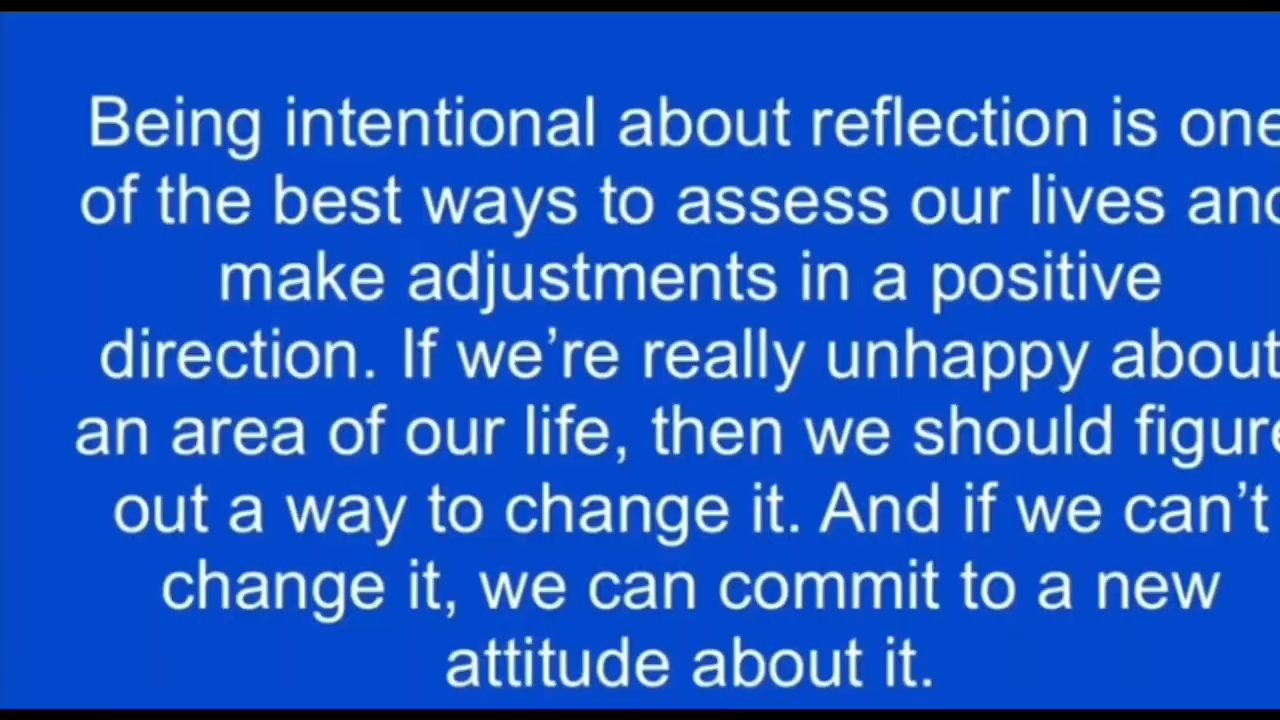 Being intentional about reflection is one
of the best ways to assess our lives and
make adjustments in a positive
direction. If we’re really unhappy about
an area of our life, then we should figure
out a way to change it. And if we can’t
change it, we can commit to a new
attitude about it.